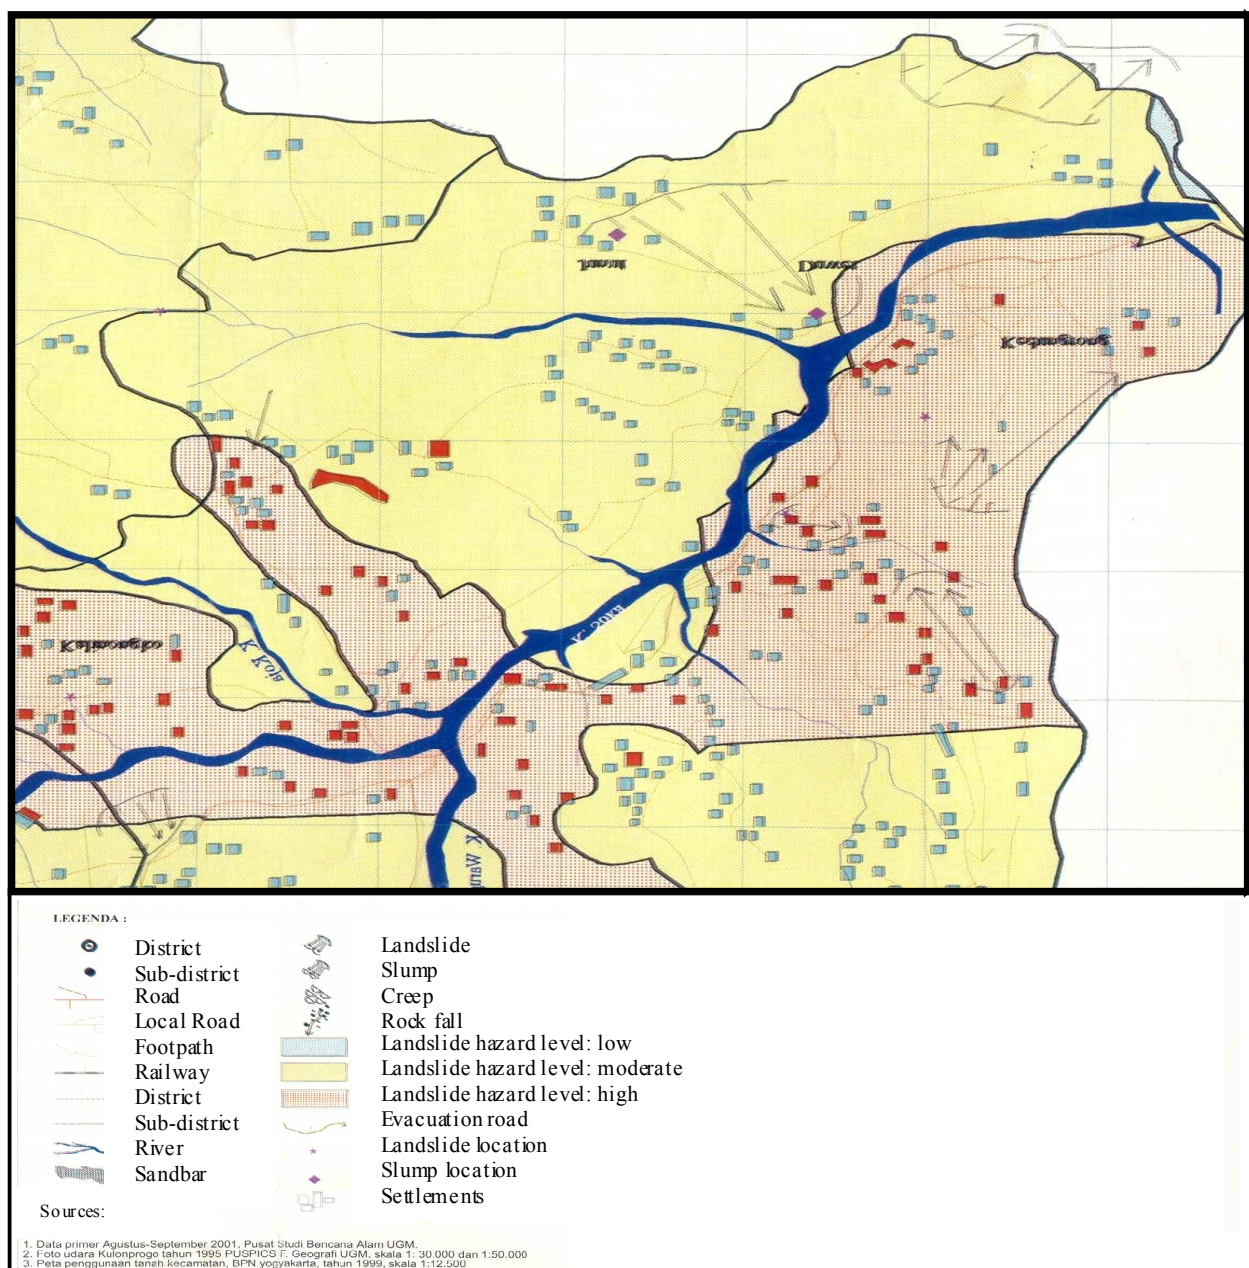 K. Kola
LEGENDA :
District
Sub-district
Road
Local Road
Footpath
Railway
District
Sub-district
River
Sandbar
Landslide
Slump
Creep
Rock fall
Landslide hazard level: low
Landslide hazard level: moderate
Landslide hazard level: high
Evacuation road
Landslide location
Slump location
Settlements
Sources:
1. Data primer Agustus-September 2001, Pusat Studi Bencana Alam UGM.
2. Foto udara Kulonprogo tahun 1995 PUSPICS F. Geografi UGM, skala 1: 30.000 dan 1:50.000
3. Peta penggunaan tanah kecamatan, BPN yogyakarta, tahun 1999, skala 1:12.500